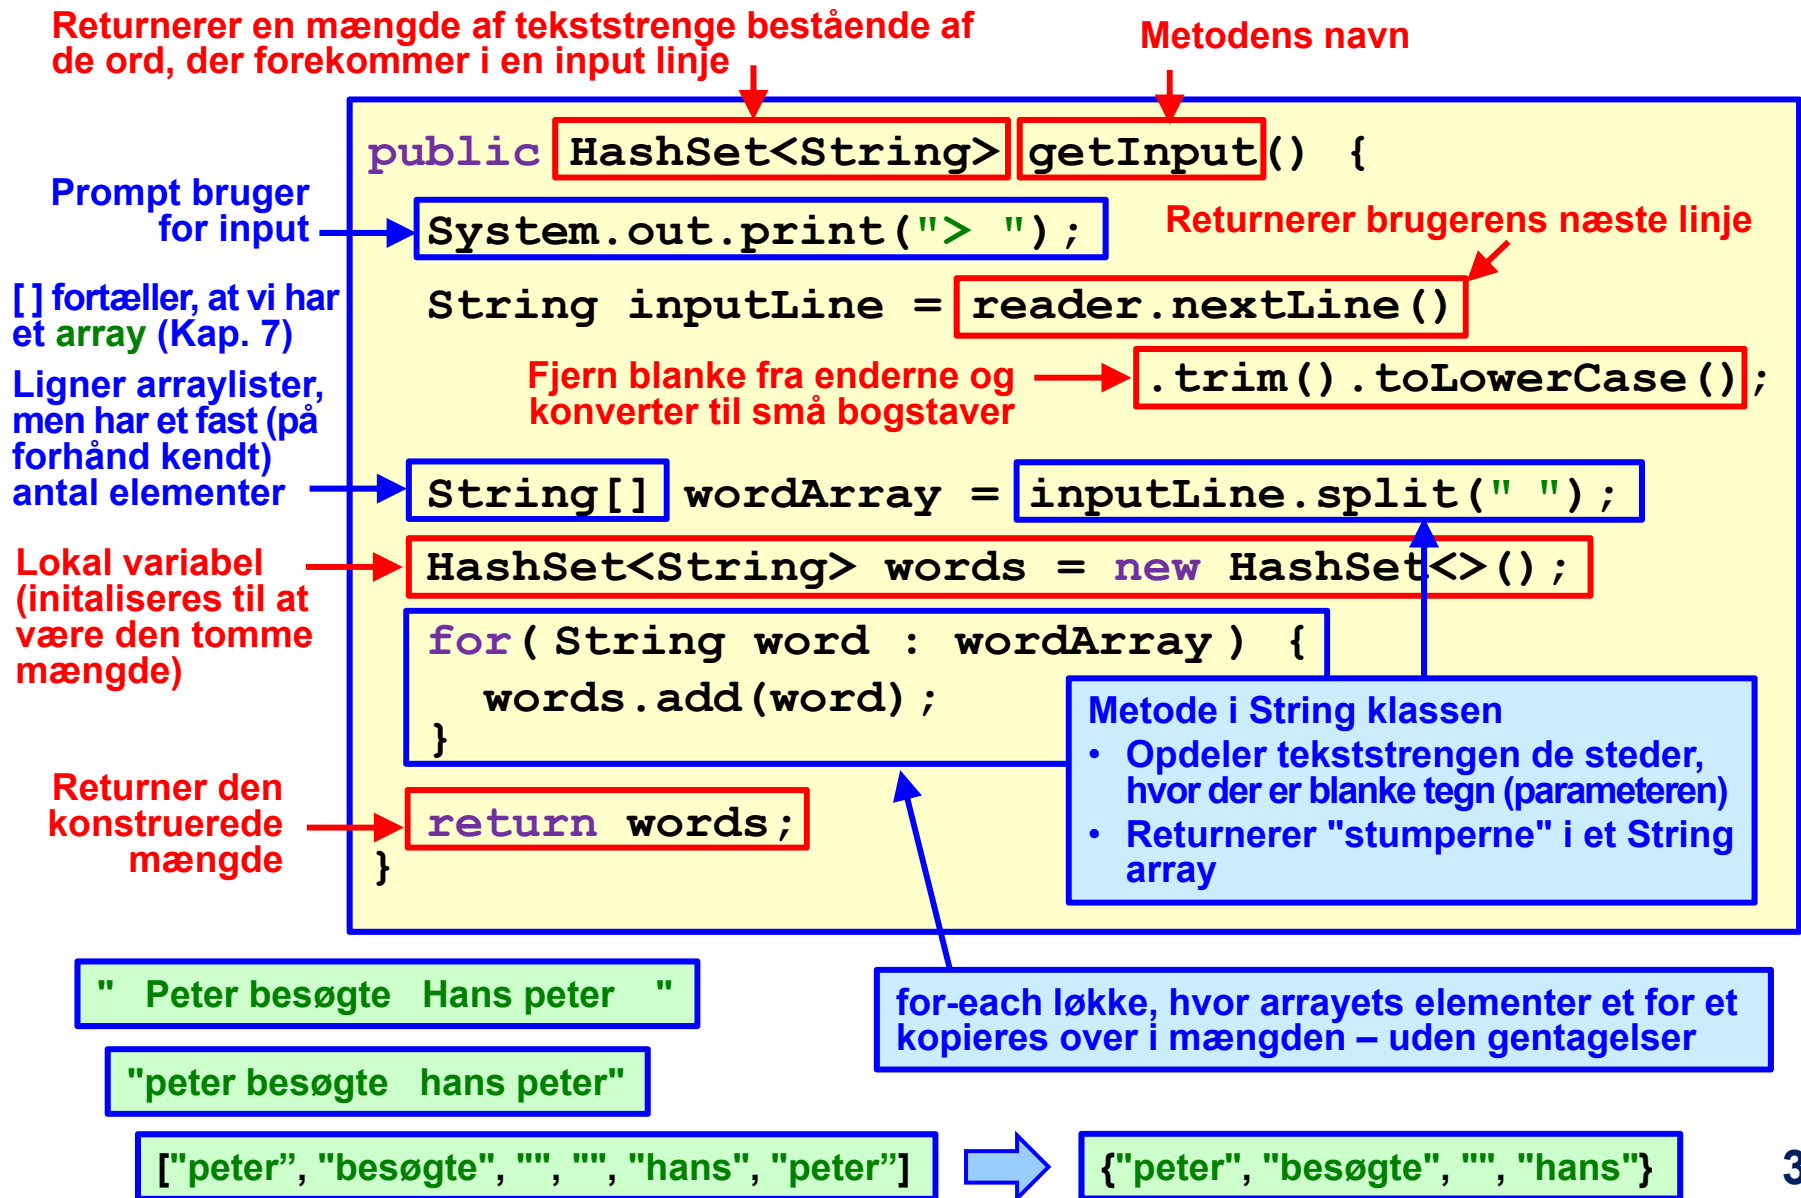 Returnerer en mængde af tekststrenge bestående af
de ord, der forekommer i en input linje
Metodens navn
public HashSet<String> getInput() {
Prompt bruger
for input
System.out.print("> ");
Returnerer brugerens næste linje
[ ] fortæller, at vi har
et array (Kap. 7)
String inputLine = reader.nextLine()
Ligner arraylister,
men har et fast (på
forhånd kendt)
antal elementer
Fjern blanke fra enderne og
konverter til små bogstaver
.trim().toLowerCase();
String[] wordArray = inputLine.split(" ");
Lokal variabel
(initaliseres til at
være den tomme
mængde)
HashSet<String> words = new HashSet<>();
for( String word : wordArray ) {
words.add(word);
}
Metode i String klassen
• Opdeler tekststrengen de steder,
hvor der er blanke tegn (parameteren)
• Returnerer "stumperne" i et String
array
Returner den
konstruerede
mængde
return words;
}
"   Peter besøgte   Hans peter   "
for-each løkke, hvor arrayets elementer et for et
kopieres over i mængden – uden gentagelser
"peter besøgte   hans peter"
["peter”, "besøgte", "", "", "hans", "peter”]
{"peter", "besøgte", "", "hans"}
3